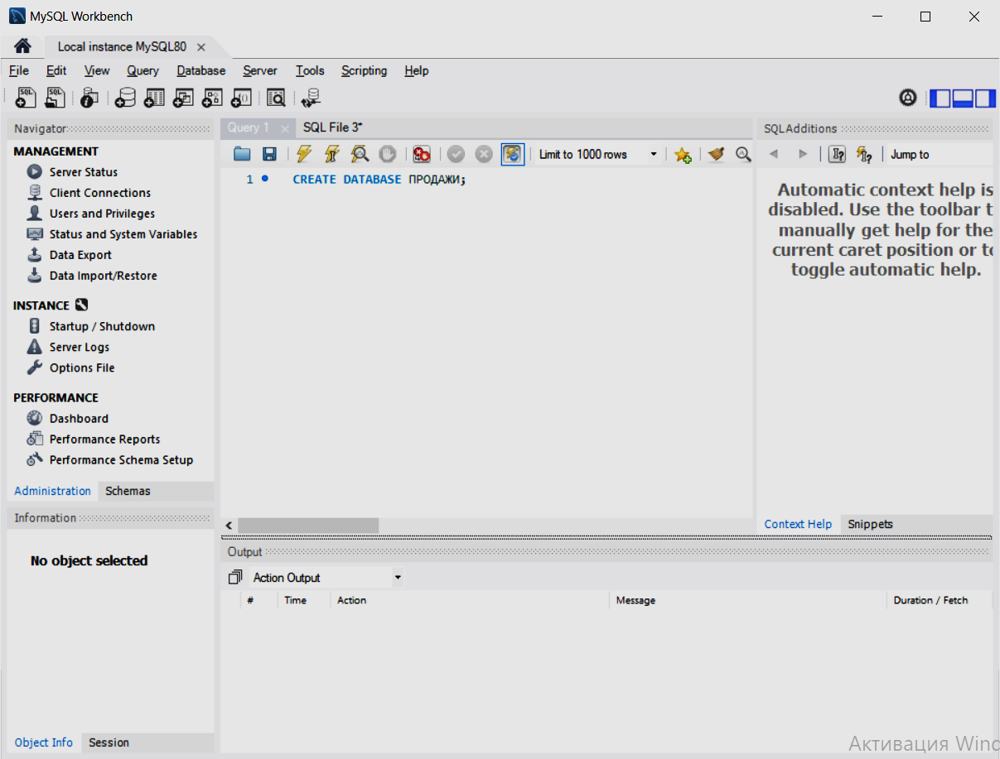 MySQL Workbench
Local instance MySQL80
File Edit View Query Database Server Tools Scripting Help
Navigator
MANAGEMENT
Server Status
Client Connections
Users and Privileges
Status and System Variables
Data Export
Data Import/Restore
INSTANCE
Startup / Shutdown
Server Logs
Options File
PERFORMANCE
Dashboard
Performance Reports
Performance Schema Setup
Administration Schemas
Information
No object selected
Object Info Session
Query 1 SQL File 3*
Limit to 1000 rows
1 CREATE DATABASE ПРОДАЖИ;
SQLAdditions
Jump to
Automatic context help is
disabled. Use the toolbar t
manually get help for the
current caret position or to
toggle automatic help.
Context Help Snippets
Output
Action Output
# Time Action Message Duration / Fetch
Активация Wind